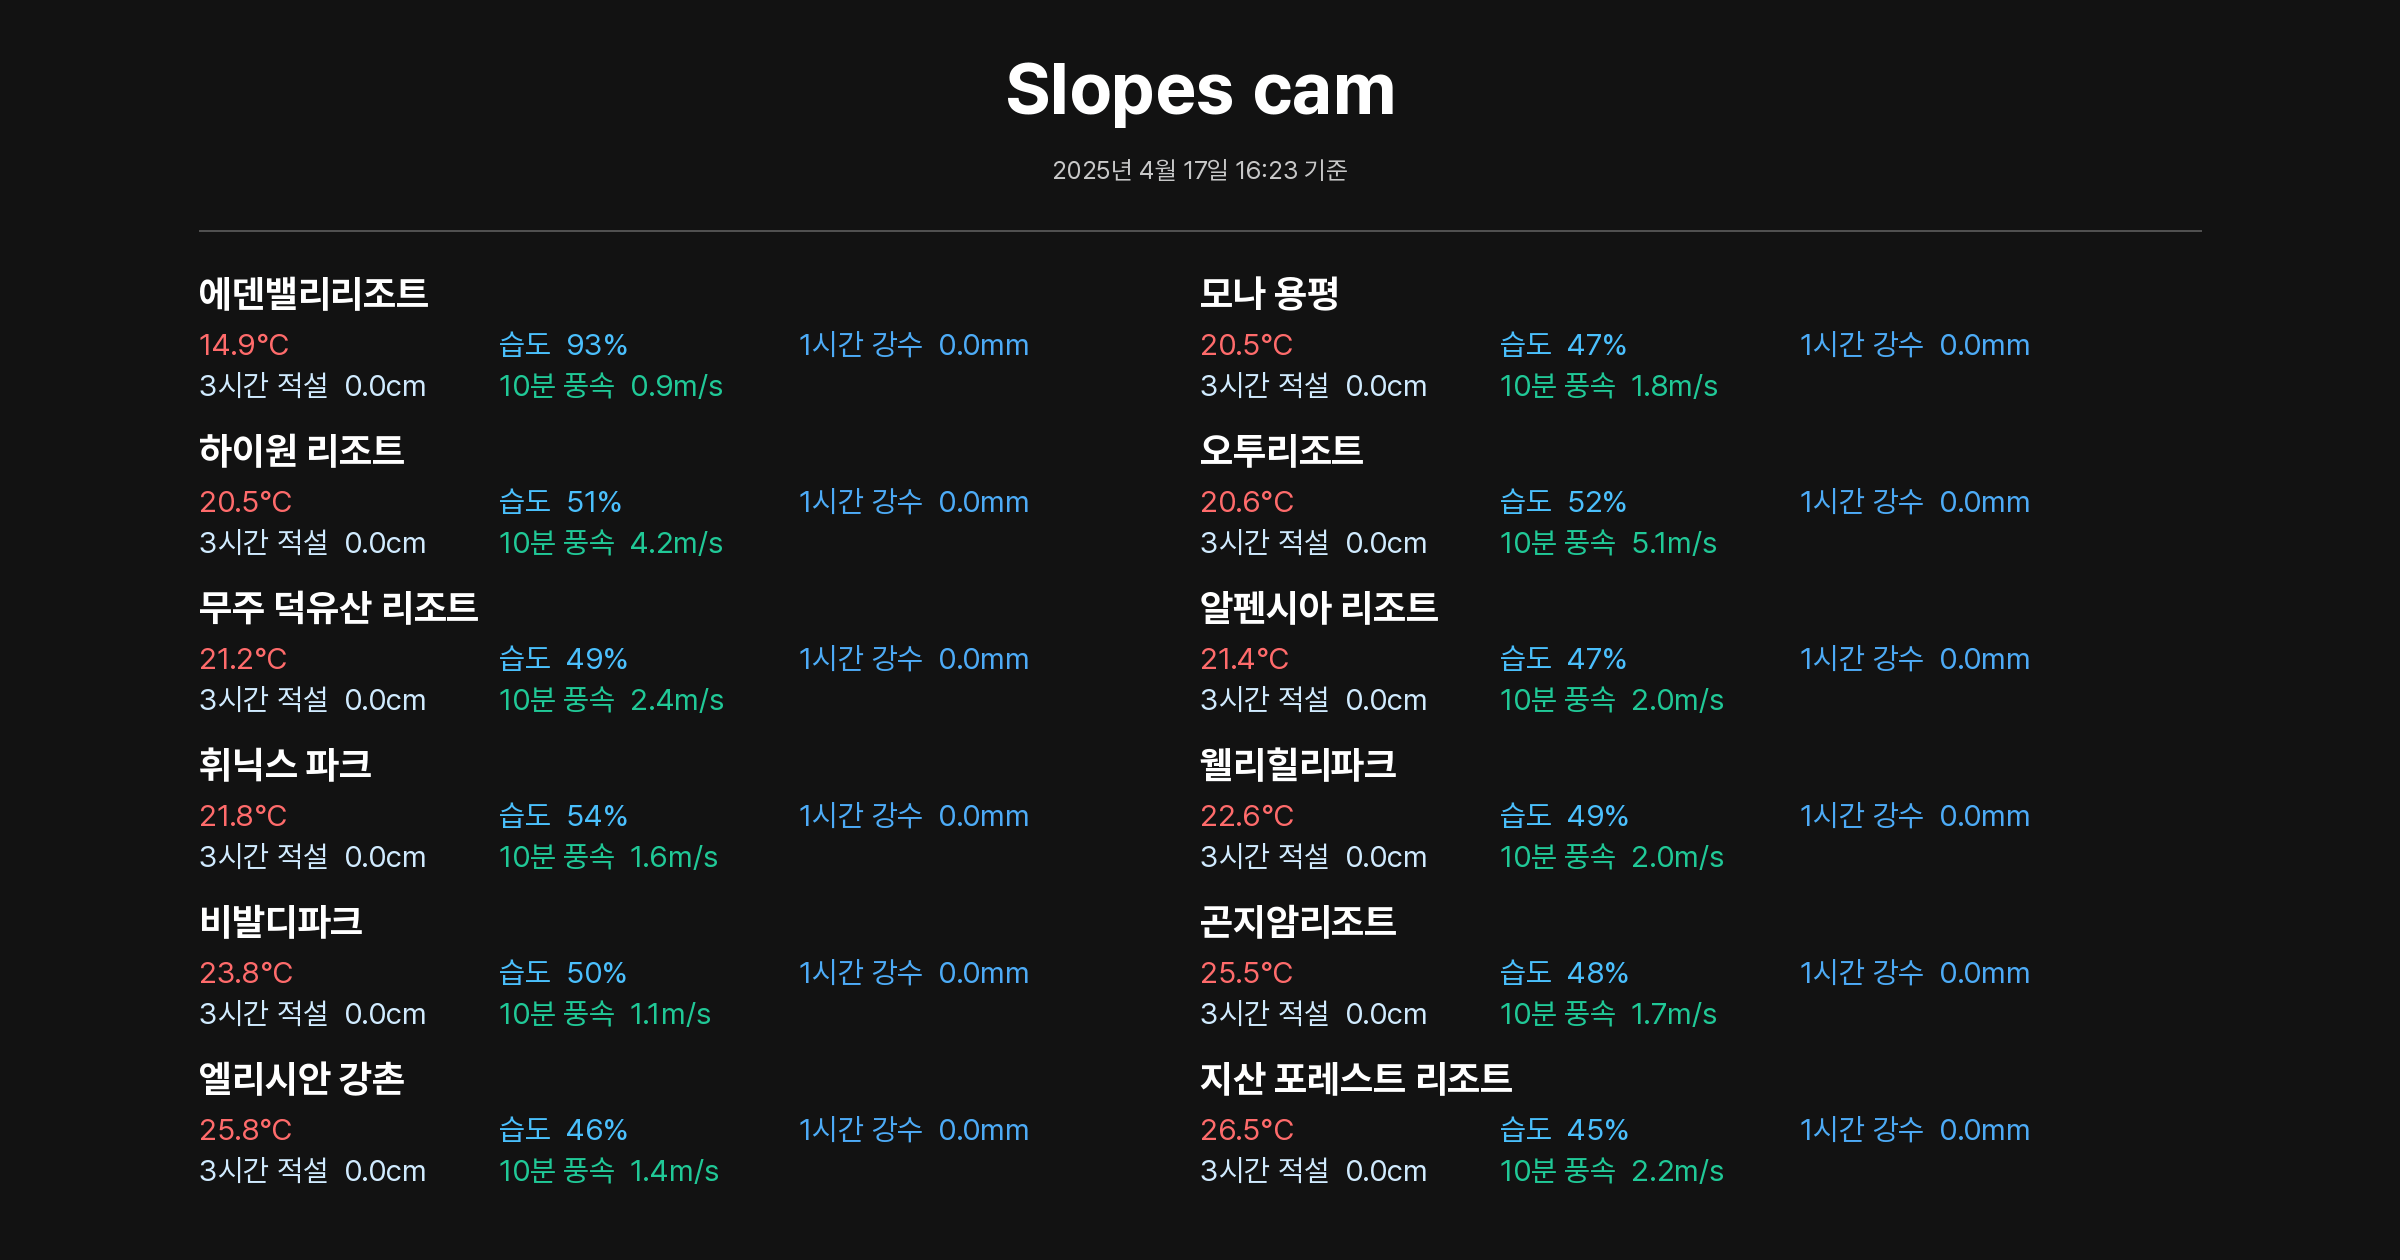 Slopes cam
2025년 4월 17일 16:23 기준
에덴밸리리조트
14.9°C 습도 93% 1시간 강수 0.0mm
3시간 적설 0.0cm 10분 풍속 0.9m/s
모나 용평
20.5°C 습도 47% 1시간 강수 0.0mm
3시간 적설 0.0cm 10분 풍속 1.8m/s
하이원 리조트
20.5°C 습도 51% 1시간 강수 0.0mm
3시간 적설 0.0cm 10분 풍속 4.2m/s
오투리조트
20.6°C 습도 52% 1시간 강수 0.0mm
3시간 적설 0.0cm 10분 풍속 5.1m/s
무주 덕유산 리조트
21.2°C 습도 49% 1시간 강수 0.0mm
3시간 적설 0.0cm 10분 풍속 2.4m/s
알펜시아 리조트
21.4°C 습도 47% 1시간 강수 0.0mm
3시간 적설 0.0cm 10분 풍속 2.0m/s
휘닉스 파크
21.8°C 습도 54% 1시간 강수 0.0mm
3시간 적설 0.0cm 10분 풍속 1.6m/s
웰리힐리파크
22.6°C 습도 49% 1시간 강수 0.0mm
3시간 적설 0.0cm 10분 풍속 2.0m/s
비발디파크
23.8°C 습도 50% 1시간 강수 0.0mm
3시간 적설 0.0cm 10분 풍속 1.1m/s
곤지암리조트
25.5°C 습도 48% 1시간 강수 0.0mm
3시간 적설 0.0cm 10분 풍속 1.7m/s
엘리시안 강촌
25.8°C 습도 46% 1시간 강수 0.0mm
3시간 적설 0.0cm 10분 풍속 1.4m/s
지산 포레스트 리조트
26.5°C 습도 45% 1시간 강수 0.0mm
3시간 적설 0.0cm 10분 풍속 2.2m/s